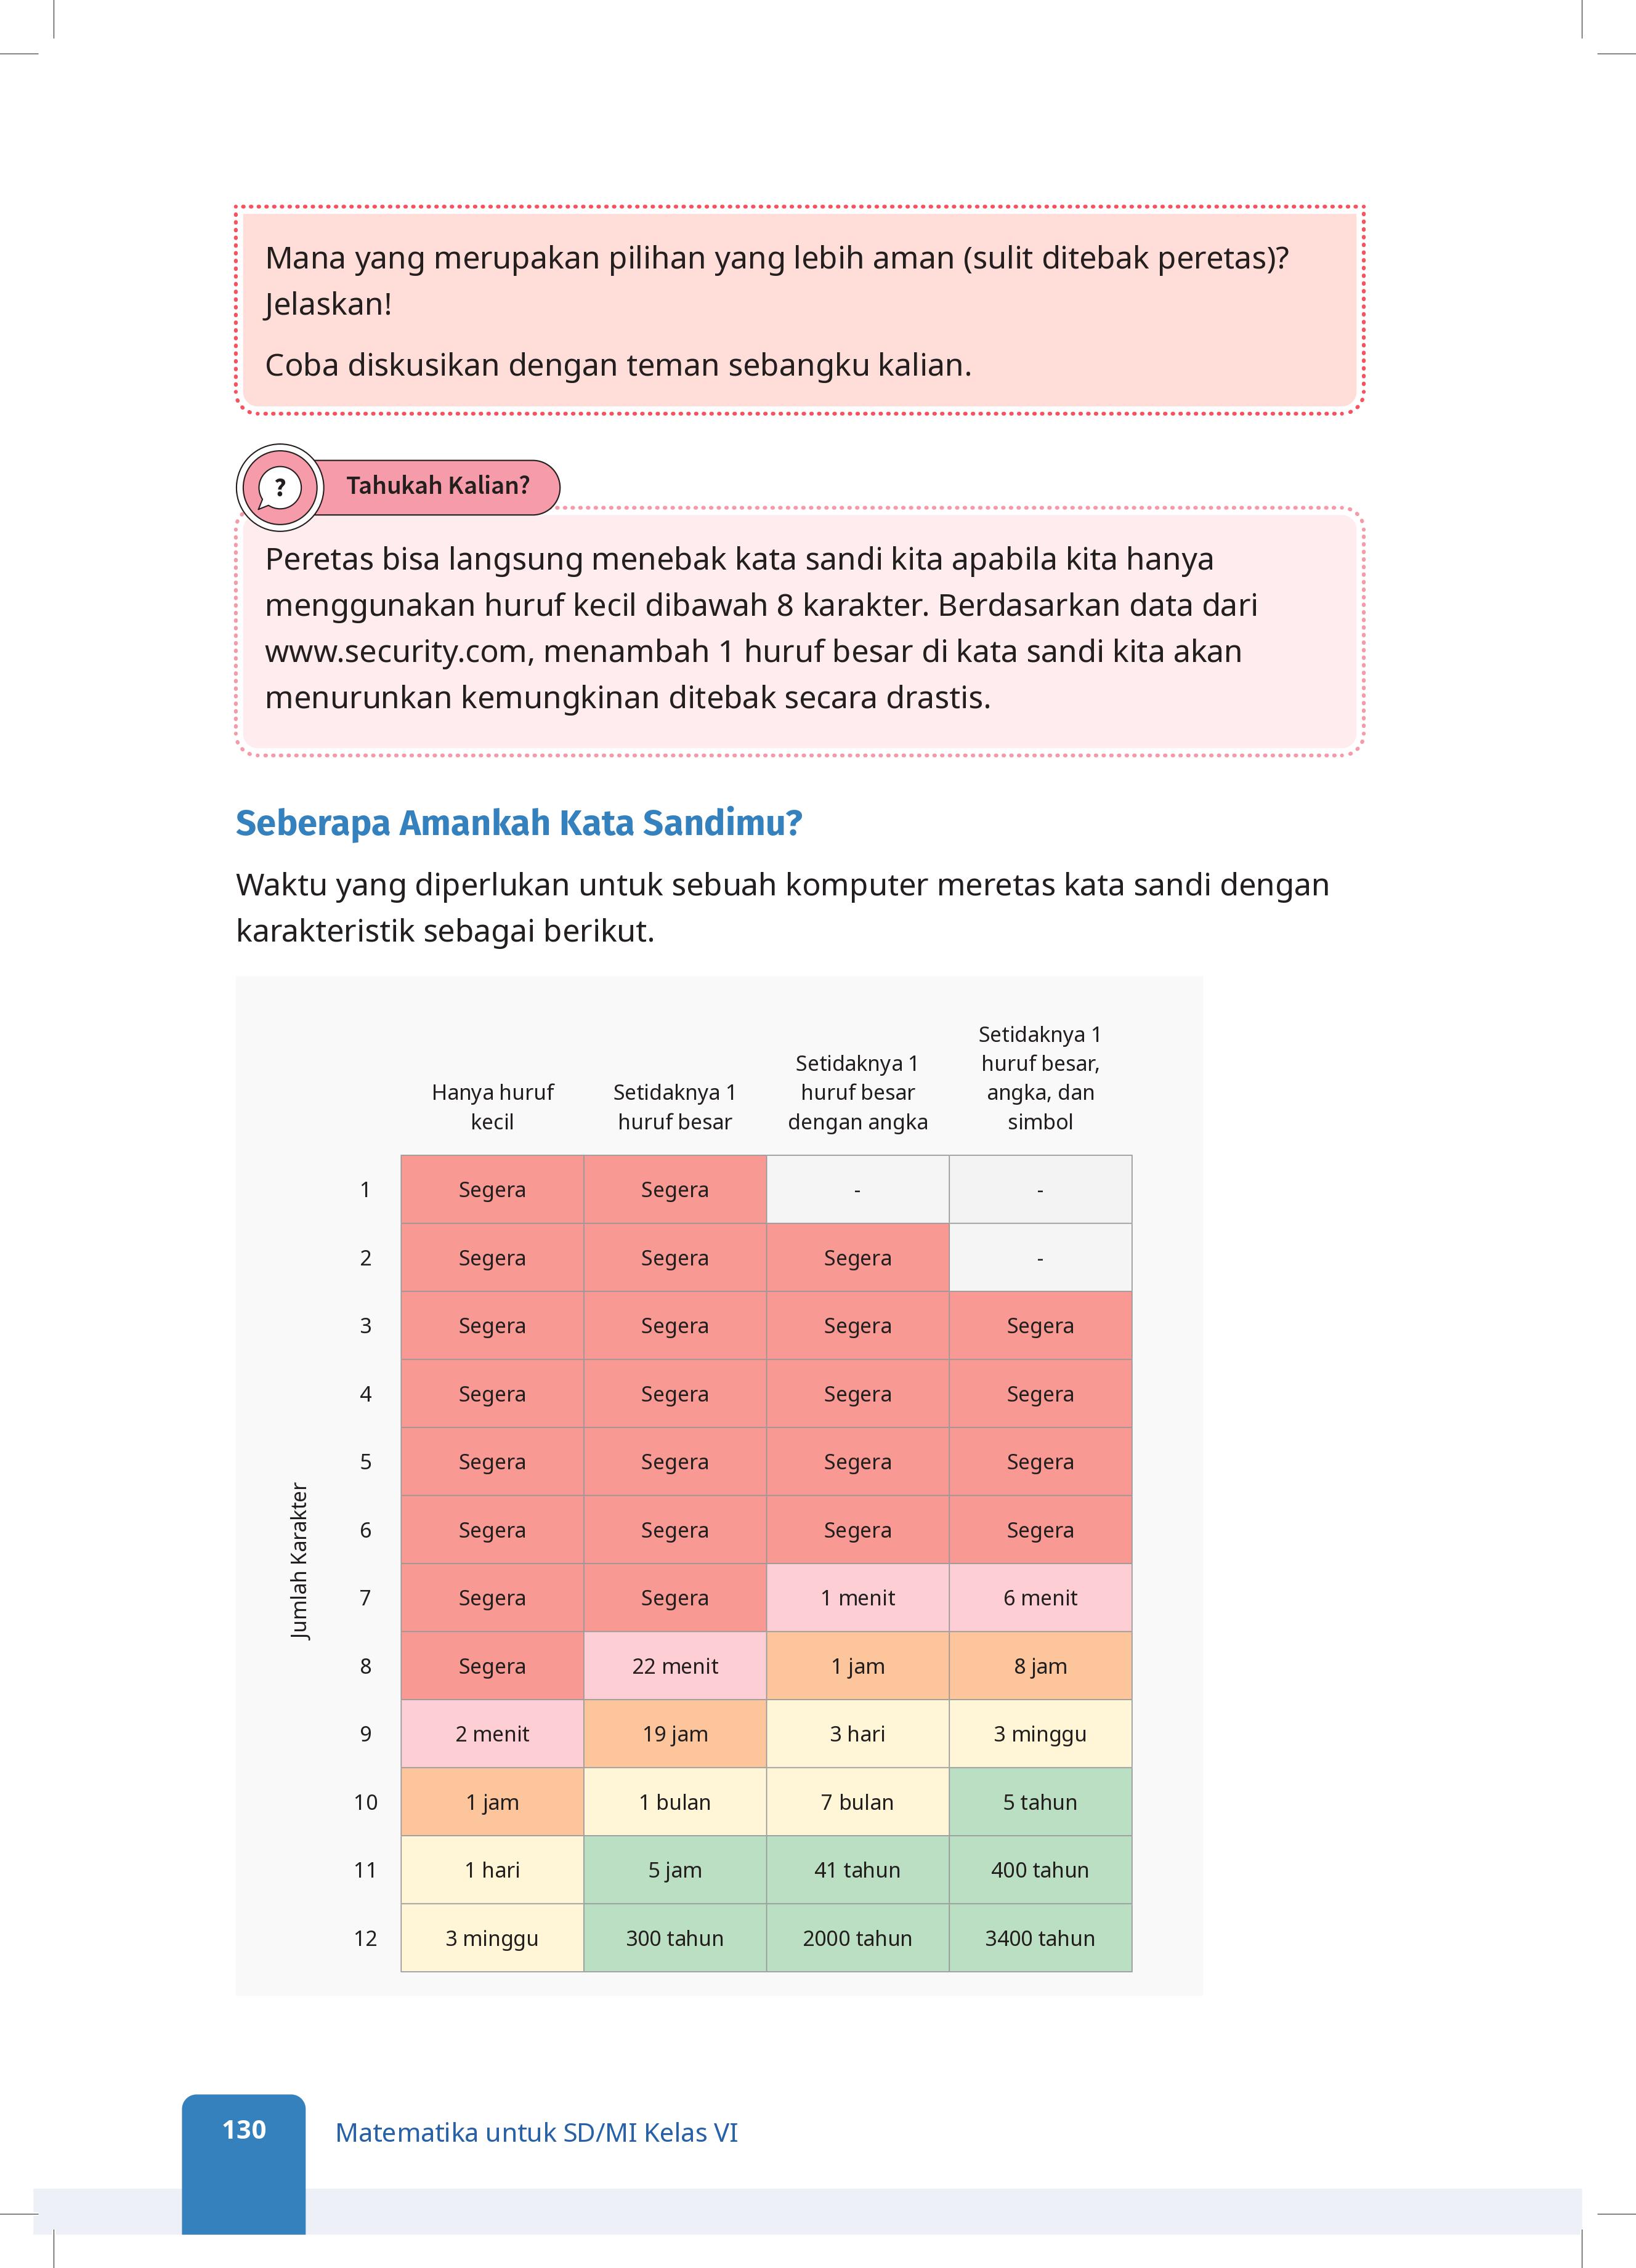 Mana yang merupakan pilihan yang lebih aman (sulit ditebak peretas)?
Jelaskan!
Coba diskusikan dengan teman sebangku kalian.
? Tahukah Kalian?
Peretas bisa langsung menebak kata sandi kita apabila kita hanya
menggunakan huruf kecil dibawah 8 karakter. Berdasarkan data dari
www.security.com, menambah 1 huruf besar di kata sandi kita akan
menurunkan kemungkinan ditebak secara drastis.
Seberapa Amankah Kata Sandimu?
Waktu yang diperlukan untuk sebuah komputer meretas kata sandi dengan
karakteristik sebagai berikut.
Hanya huruf
kecil
Setidaknya 1
huruf besar
Setidaknya 1
huruf besar
dengan angka
Setidaknya 1
huruf besar,
angka, dan
simbol
Jumlah Karakter
1 Segera Segera - -
2 Segera Segera Segera -
3 Segera Segera Segera Segera
4 Segera Segera Segera Segera
5 Segera Segera Segera Segera
6 Segera Segera Segera Segera
7 Segera Segera 1 menit 6 menit
8 Segera 22 menit 1 jam 8 jam
9 2 menit 19 jam 3 hari 3 minggu
10 1 jam 1 bulan 7 bulan 5 tahun
11 1 hari 5 jam 41 tahun 400 tahun
12 3 minggu 300 tahun 2000 tahun 3400 tahun
130 Matematika untuk SD/MI Kelas VI